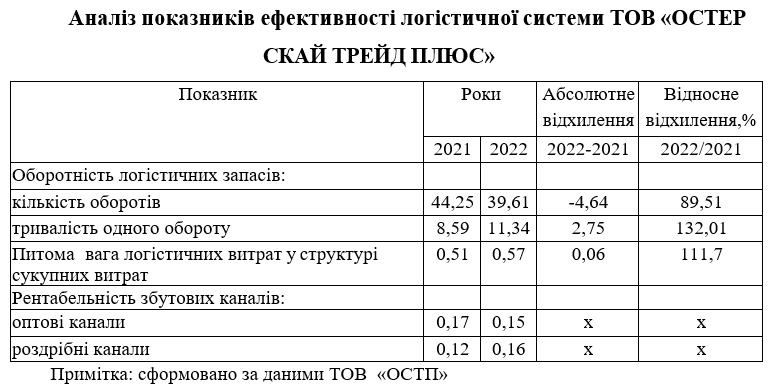 Аналіз показників ефективності логістичної системи ТОВ «ОСТЕР
СКАЙ ТРЕЙД ПЛЮС»
Показник Роки Абсолютне відхилення Відносне відхилення,%
2021 2022 2022-2021 2022/2021
Оборотність логістичних запасів:
кількість оборотів 44,25 39,61 -4,64 89,51
тривалість одного обороту 8,59 11,34 2,75 132,01
Питома вага логістичних витрат у структурі
сукупних витрат 0,51 0,57 0,06 111,7
Рентабельність збутових каналів:
оптові канали 0,17 0,15 х х
роздрібні канали 0,12 0,16 х х
Примітка: сформовано за даними ТОВ «ОСТП»